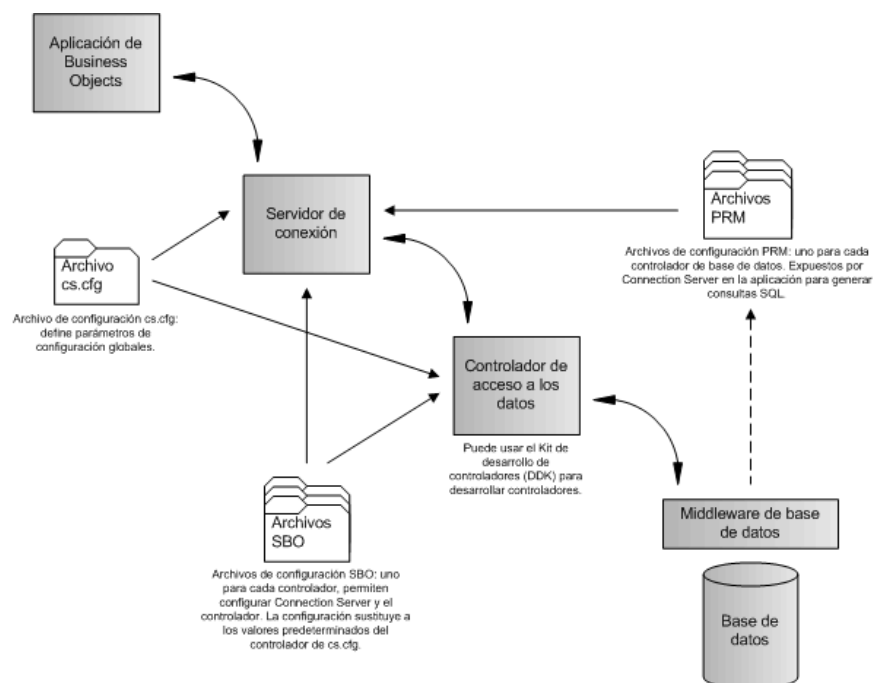 Aplicación de
Business
Objects
Servidor de
conexión
Archivos
PRM
Archivos de configuración PRM: uno para cada
controlador de base de datos. Expuestos por
Connection Server en la aplicación para generar
consultas SQL.
Archivo
cs.cfg
Archivo de configuración cs.cfg:
define parámetros de
configuración globales.
Controlador de
acceso a los
datos
Puede usar el Kit de
desarrollo de
controladores (DDK) para
desarrollar controladores.
Archivos
SBO
Archivos de configuración SBO: uno
para cada controlador, permiten
configurar Connection Server y el
controlador. La configuración sustituye a
los valores predeterminados del
controlador de cs.cfg.
Middleware de base
de datos
Base de
datos